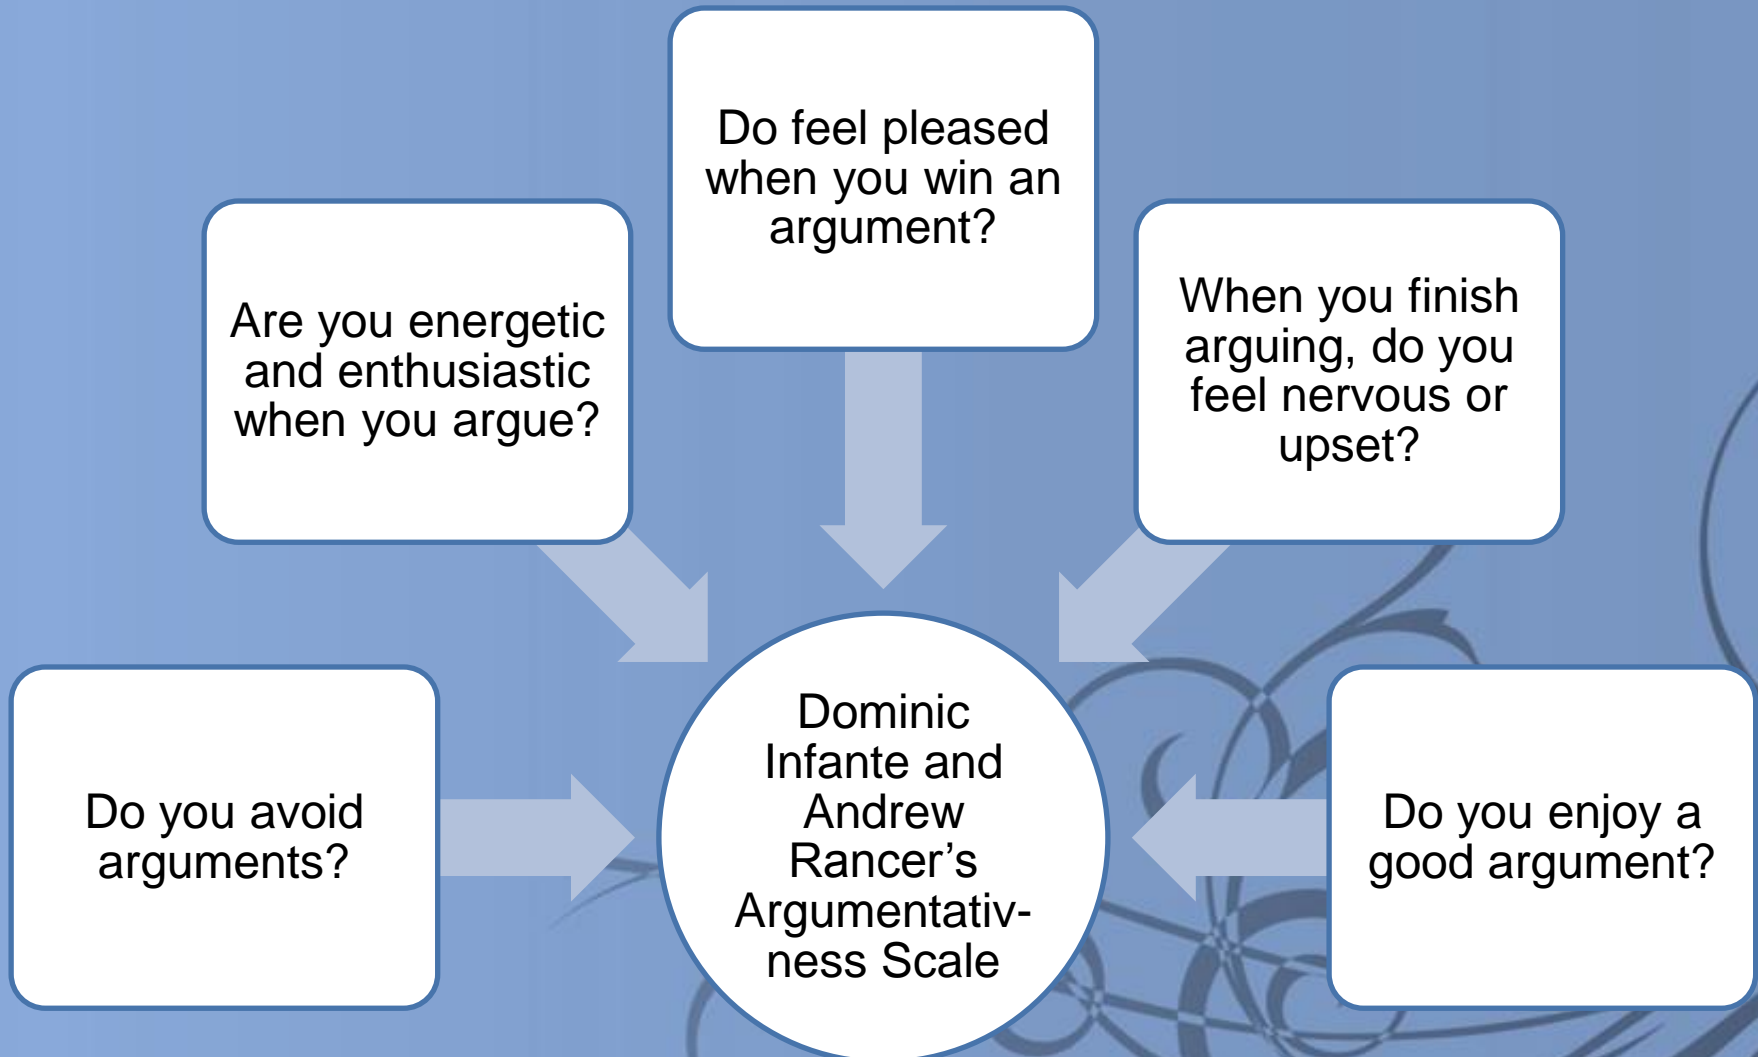 Do feel pleased
when you win an
argument?
Are you energetic
and enthusiastic
when you argue?
When you finish
arguing, do you
feel nervous or
upset?
Do you avoid
arguments?
Dominic
Infante and
Andrew
Rancer’s
Argumentativ-
ness Scale
Do you enjoy a
good argument?